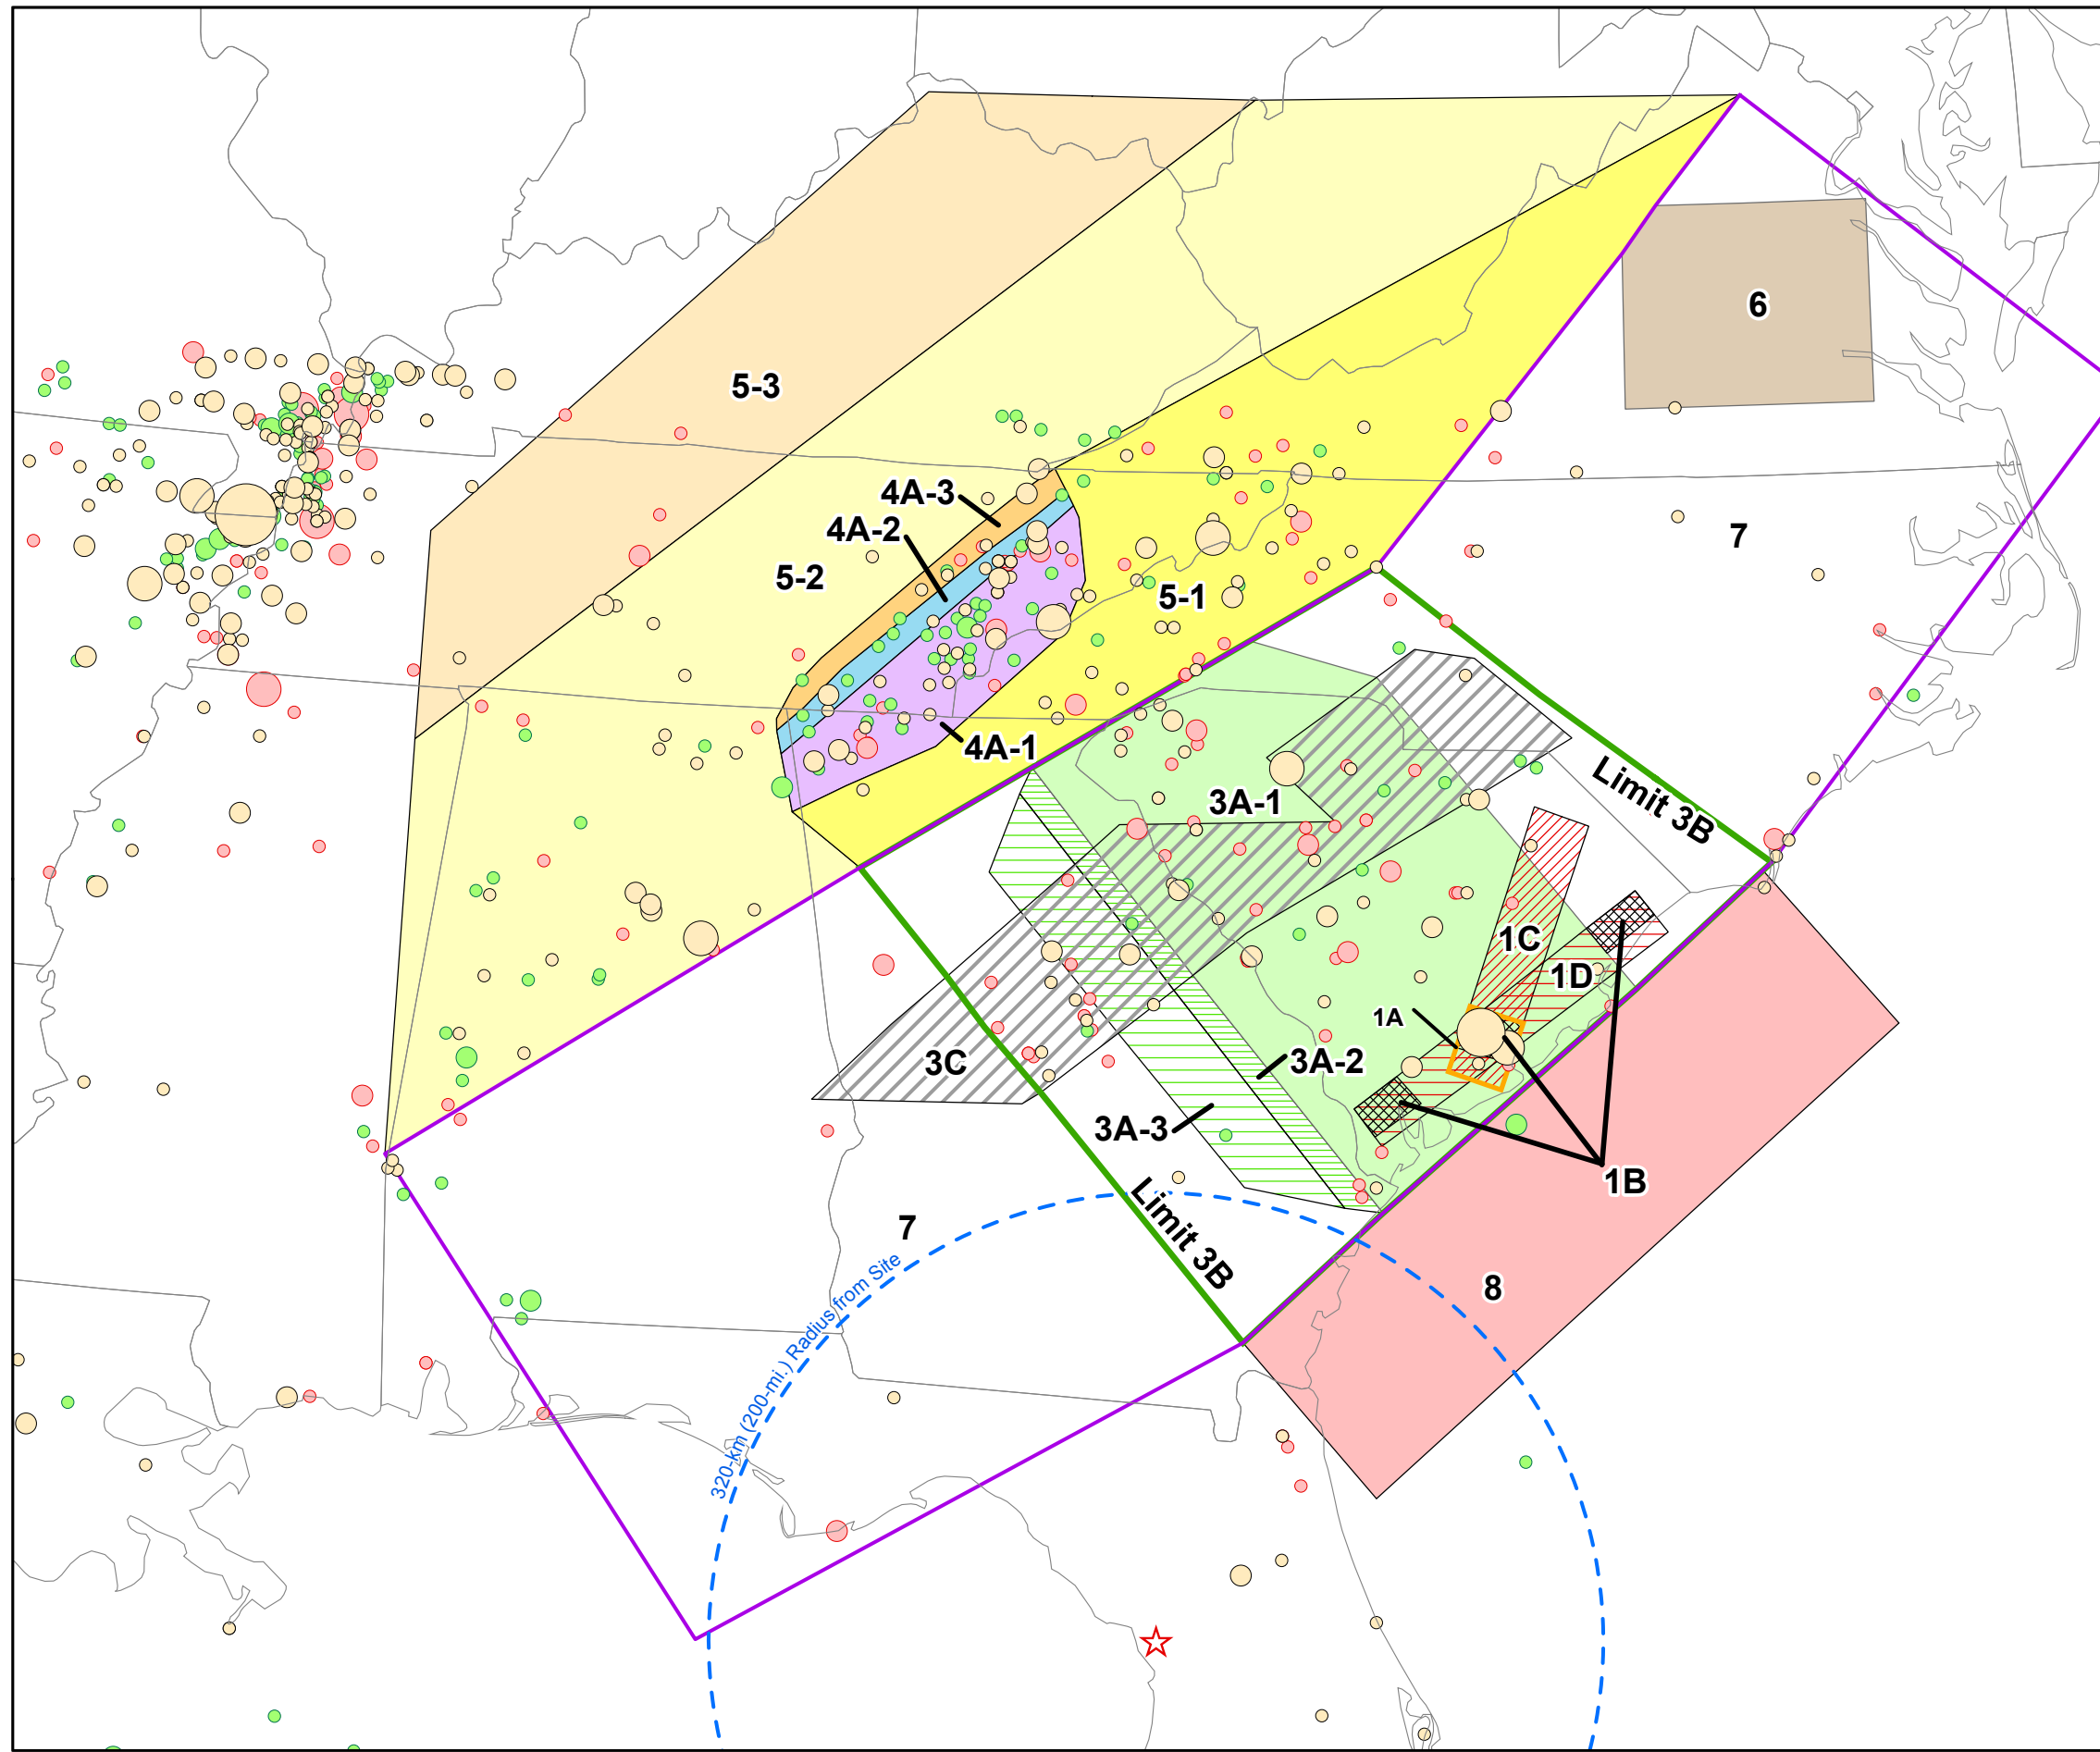 6
5-3
4A-3
4A-2
7
5-2
5-1
4A-1
3A-1
Limit 3B
1C
1D
1A
3C
3A-2
3A-3
1B
Limit 3B
7
8
320-km (200-mi.) Radius from Site